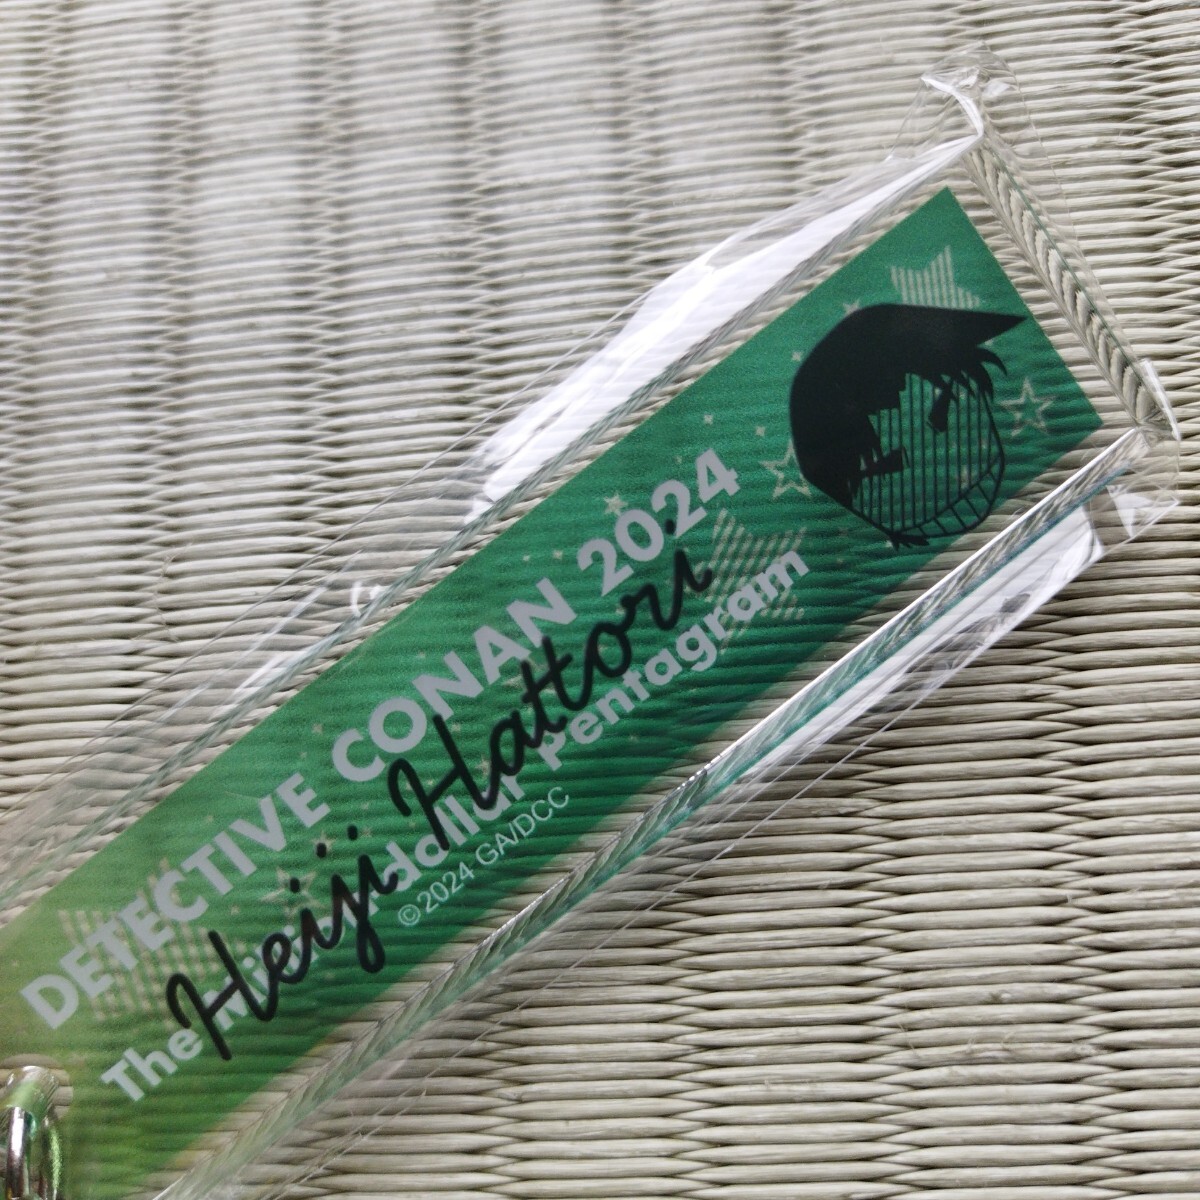 DETECTIVE CONAN 2024
Heiji Hattori
The Million-dollar Pentagram
©2024 GA/DCC